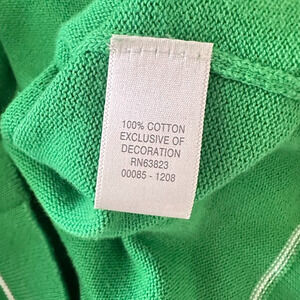 100% COTTON
EXCLUSIVE OF
DECORATION
RN63823
00085 - 1208